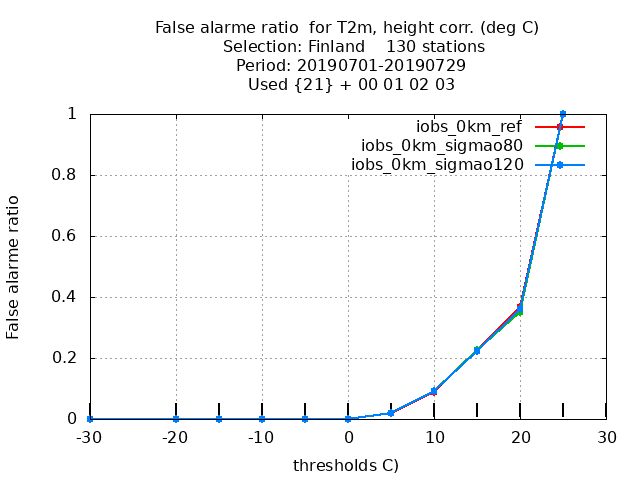 False alarme ratio  for T2m, height corr. (deg C)
Selection: Finland    130 stations
Period: 20190701-20190729
Used {21} + 00 01 02 03
iobs_0km_ref
iobs_0km_sigmao80
iobs_0km_sigmao120
False alarme ratio
1
0.8
0.6
0.4
0.2
0
-30 -20 -10 0 10 20 30
thresholds C)